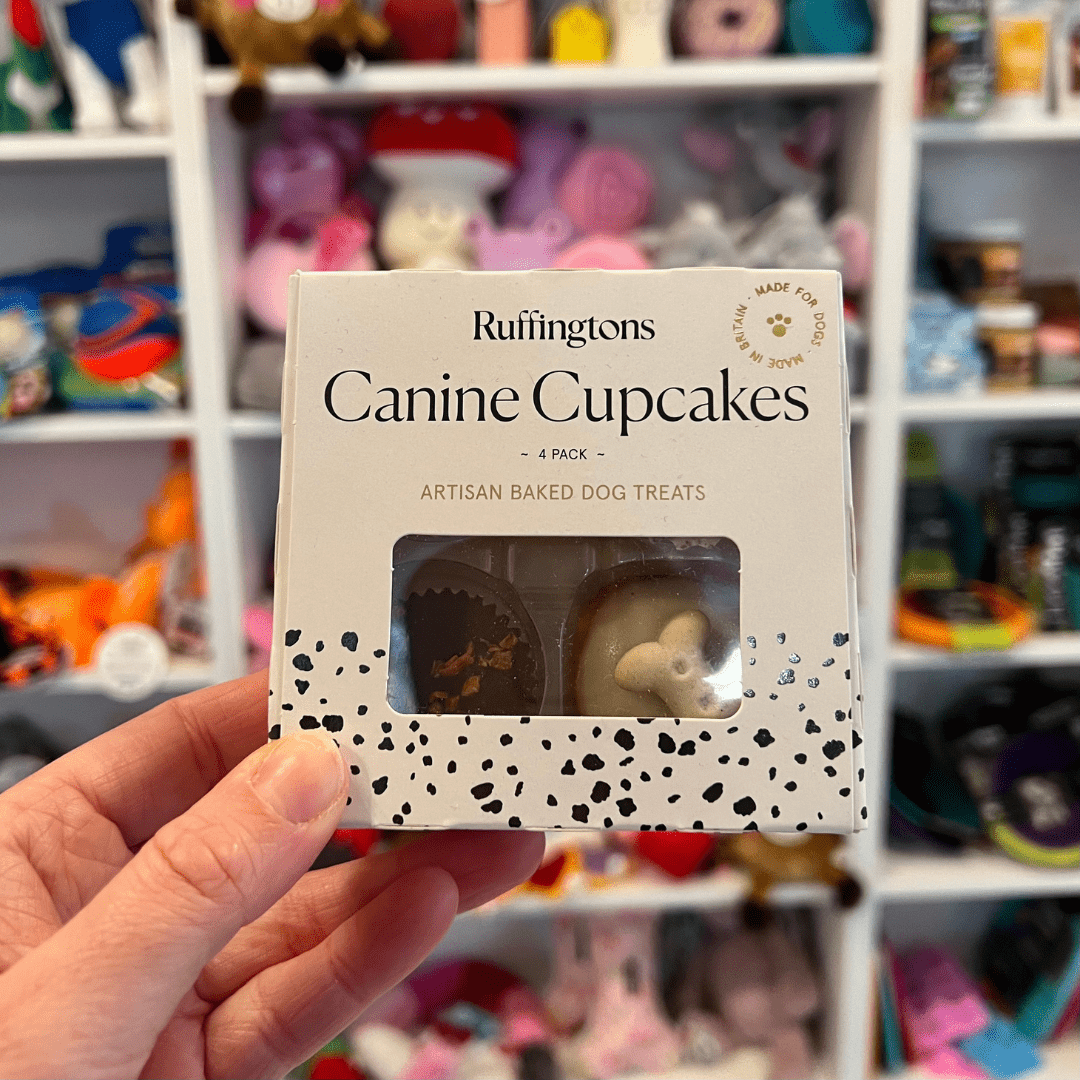 Ruffingtons
MADE FOR DOGS · MADE IN BRITAIN ·
Canine Cupcakes
~ 4 PACK ~
ARTISAN BAKED DOG TREATS